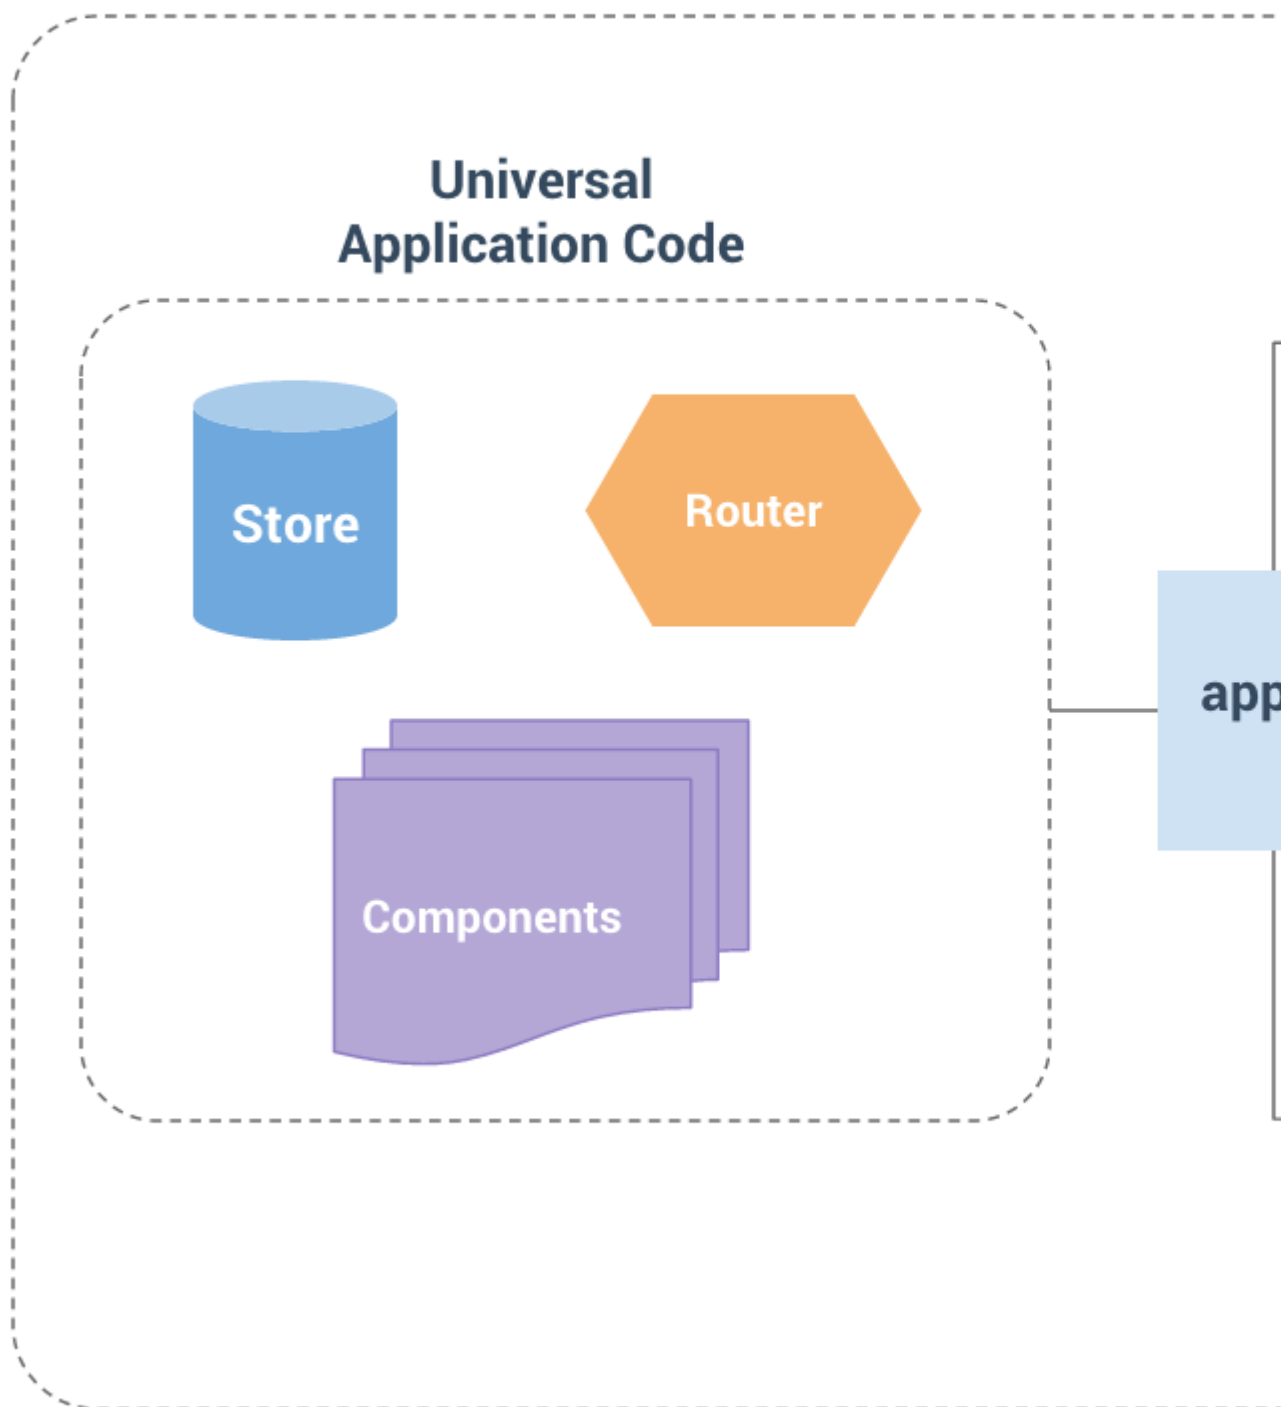 Universal
Application Code
Store
Router
app
Components